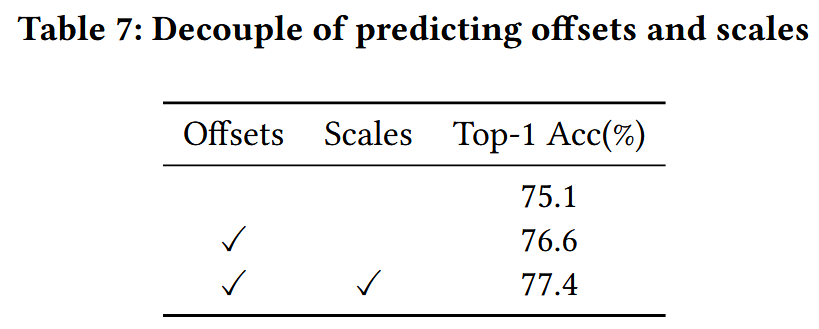 Table 7: Decouple of predicting offsets and scales
Offsets Scales Top-1 Acc(%)
75.1
✓ 76.6
✓ ✓ 77.4